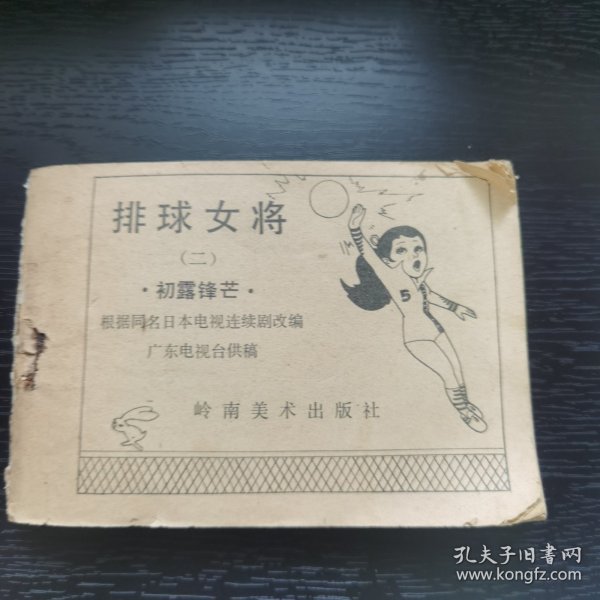 排球女将
（二）
·初露锋芒·
根据同名日本电视连续剧改编
广东电视台供稿
岭南美术出版社
5
孔夫子旧书网
www.kongfz.com